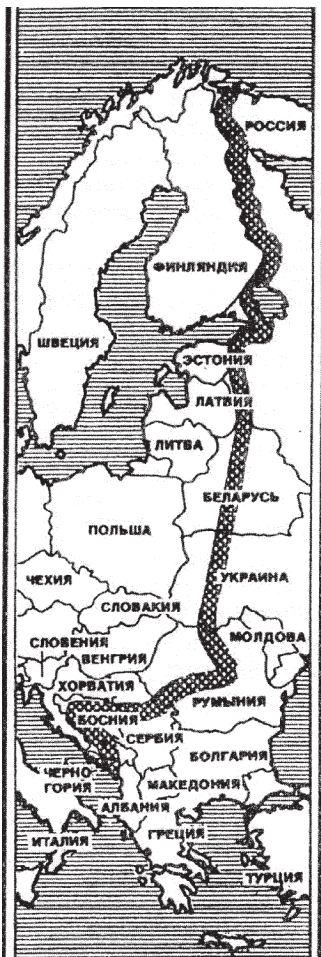 РОССИЯ
ФИНЛЯНДИЯ
ШВЕЦИЯ
ЭСТОНИЯ
ЛАТВИЯ
ЛИТВА
БЕЛАРУСЬ
ПОЛЬША
ЧЕХИЯ
УКРАИНА
СЛОВАКИЯ
СЛОВЕНИЯ
МОЛДОВА
ВЕНГРИЯ
ХОРВАТИЯ
РУМЫНИЯ
БОСНИЯ
СЕРБИЯ
БОЛГАРИЯ
ЧЕРНО-
ГОРИЯ
МАКЕДОНИЯ
АЛБАНИЯ
ГРЕЦИЯ
ИТАЛИЯ
ТУРЦИЯ